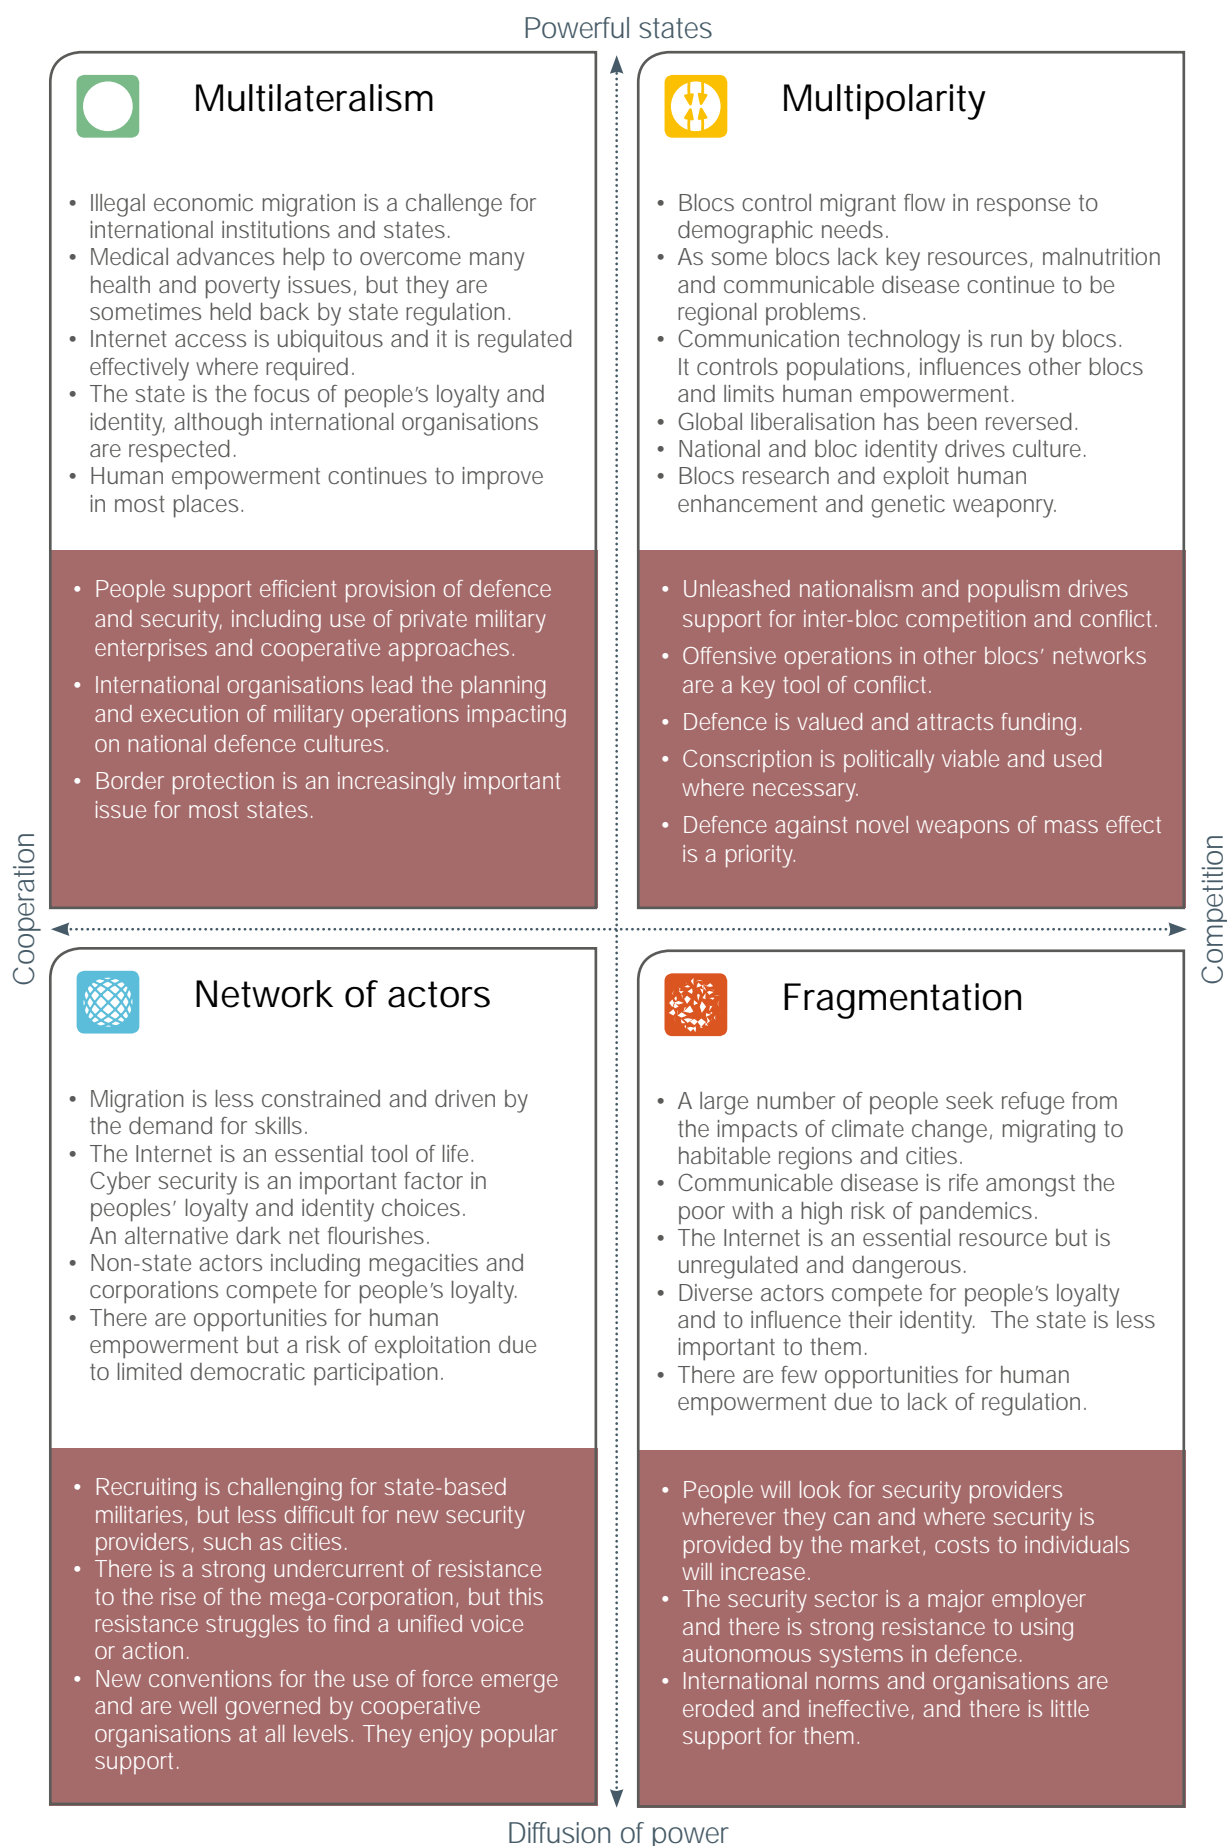 Powerful states
Multilateralism
• Illegal economic migration is a challenge for
international institutions and states.
• Medical advances help to overcome many
health and poverty issues, but they are
sometimes held back by state regulation.
• Internet access is ubiquitous and it is regulated
effectively where required.
• The state is the focus of people’s loyalty and
identity, although international organisations
are respected.
• Human empowerment continues to improve
in most places.
• People support efficient provision of defence
and security, including use of private military
enterprises and cooperative approaches.
• International organisations lead the planning
and execution of military operations impacting
on national defence cultures.
• Border protection is an increasingly important
issue for most states.
Multipolarity
• Blocs control migrant flow in response to
demographic needs.
• As some blocs lack key resources, malnutrition
and communicable disease continue to be
regional problems.
• Communication technology is run by blocs.
It controls populations, influences other blocs
and limits human empowerment.
• Global liberalisation has been reversed.
• National and bloc identity drives culture.
• Blocs research and exploit human
enhancement and genetic weaponry.
• Unleashed nationalism and populism drives
support for inter-bloc competition and conflict.
• Offensive operations in other blocs’ networks
are a key tool of conflict.
• Defence is valued and attracts funding.
• Conscription is politically viable and used
where necessary.
• Defence against novel weapons of mass effect
is a priority.
Cooperation
Competition
Network of actors
• Migration is less constrained and driven by
the demand for skills.
• The Internet is an essential tool of life.
Cyber security is an important factor in
peoples’ loyalty and identity choices.
An alternative dark net flourishes.
• Non-state actors including megacities and
corporations compete for people’s loyalty.
• There are opportunities for human
empowerment but a risk of exploitation due
to limited democratic participation.
• Recruiting is challenging for state-based
militaries, but less difficult for new security
providers, such as cities.
• There is a strong undercurrent of resistance
to the rise of the mega-corporation, but this
resistance struggles to find a unified voice
or action.
• New conventions for the use of force emerge
and are well governed by cooperative
organisations at all levels. They enjoy popular
support.
Fragmentation
• A large number of people seek refuge from
the impacts of climate change, migrating to
habitable regions and cities.
• Communicable disease is rife amongst the
poor with a high risk of pandemics.
• The Internet is an essential resource but is
unregulated and dangerous.
• Diverse actors compete for people’s loyalty
and to influence their identity. The state is less
important to them.
• There are few opportunities for human
empowerment due to lack of regulation.
• People will look for security providers
wherever they can and where security is
provided by the market, costs to individuals
will increase.
• The security sector is a major employer
and there is strong resistance to using
autonomous systems in defence.
• International norms and organisations are
eroded and ineffective, and there is little
support for them.
Diffusion of power